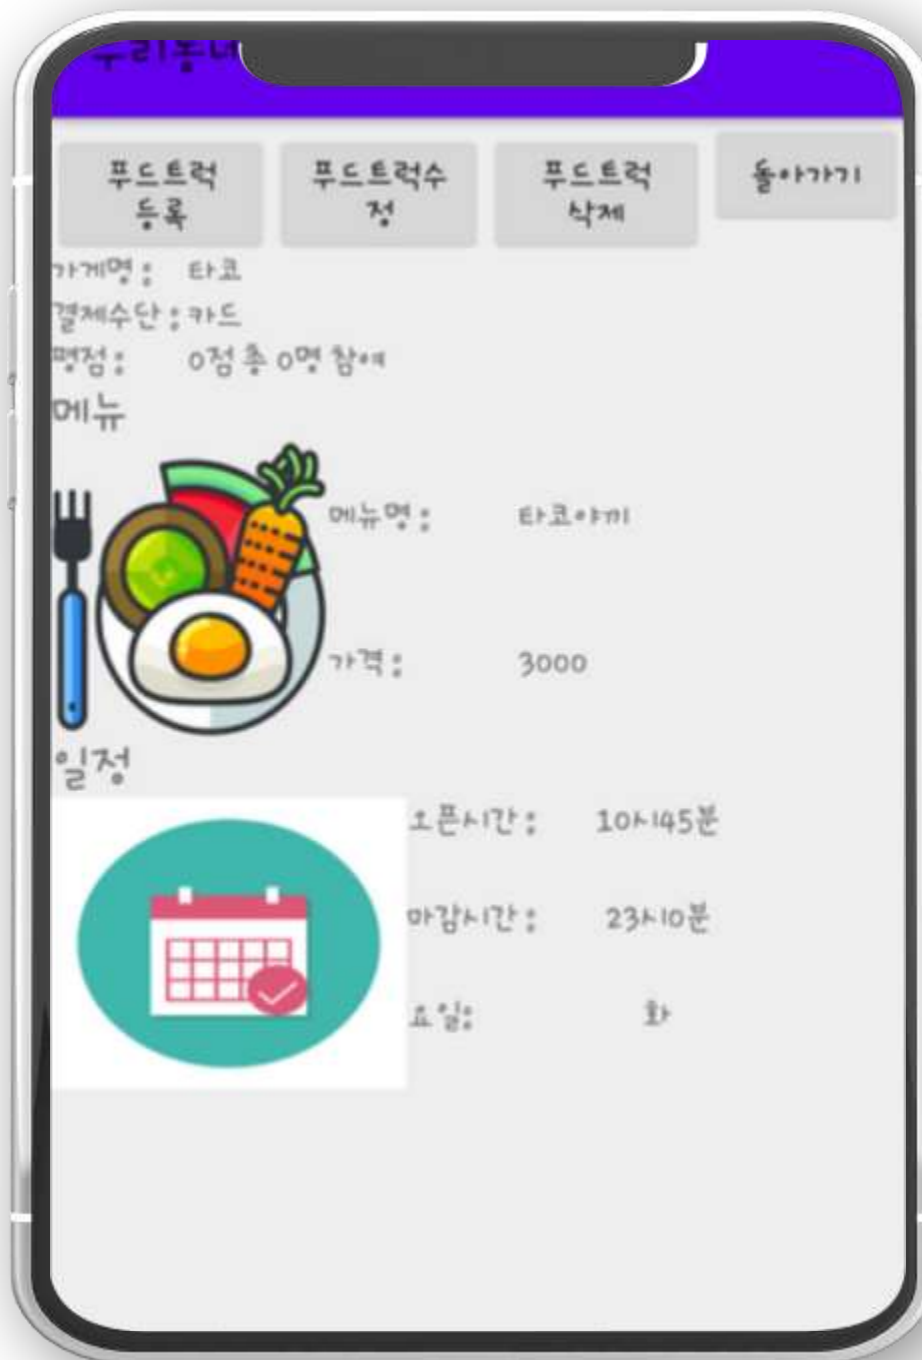 우리동네
푸드트럭 등록
푸드트럭수정
푸드트럭 삭제
돌아가기
가게명: 타코
결제수단:카드
평점: 0점 총 0명 참여
메뉴
메뉴명: 타코야끼
가격: 3000
일정
오픈시간: 10시45분
마감시간: 23시0분
요일: 화